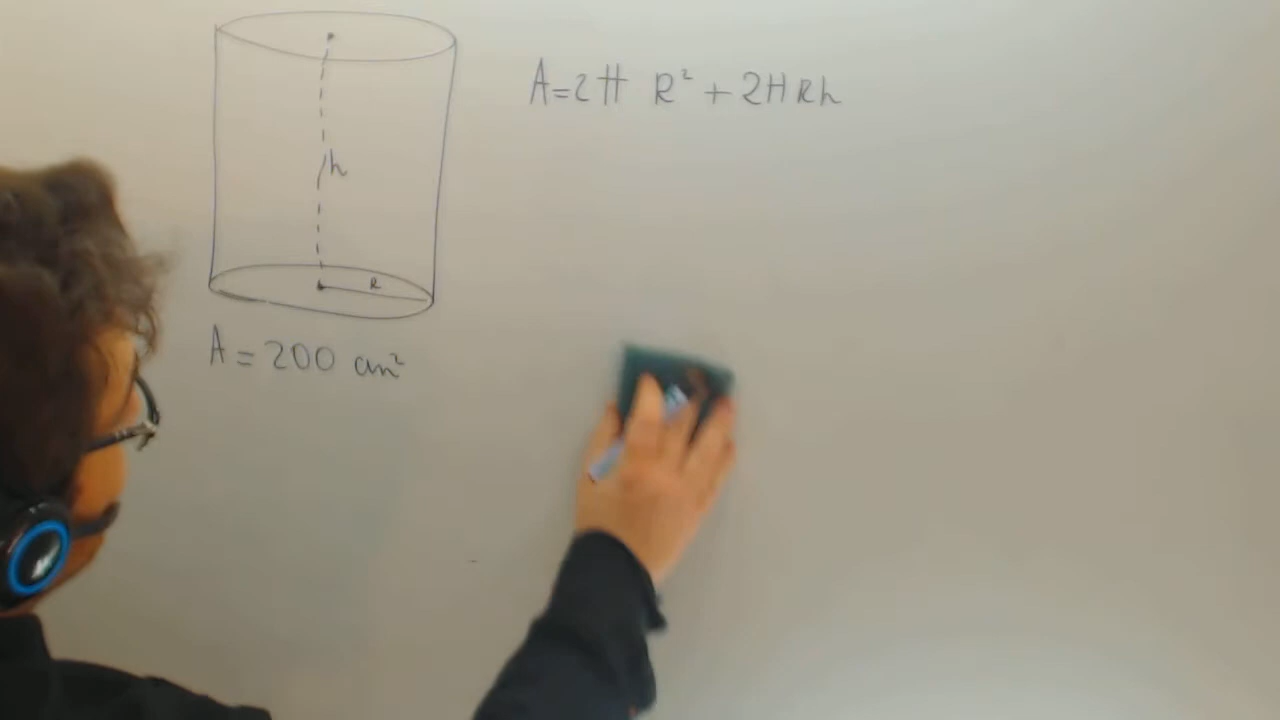 A=2π R²+2πRh
h
R
A = 200 cm²